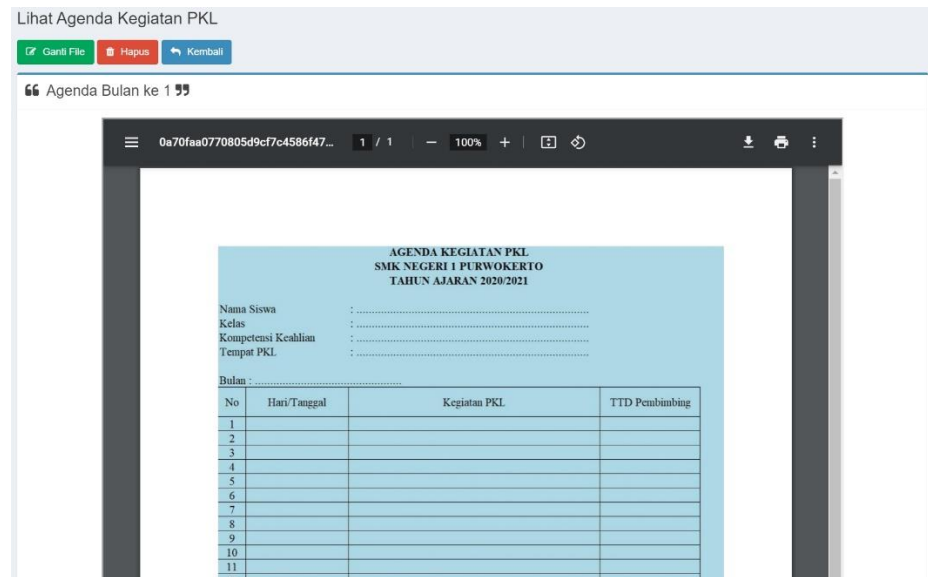 Lihat Agenda Kegiatan PKL
Ganti File Hapus Kembali
Agenda Bulan ke 1
0a70faa0770805d9cf7c4586f47... 1 / 1 — 100% +
AGENDA KEGIATAN PKL
SMK NEGERI 1 PURWOKERTO
TAHUN AJARAN 2020/2021
Nama Siswa : ....................................................................................
Kelas : ....................................................................................
Kompetensi Keahlian : ....................................................................................
Tempat PKL : ....................................................................................
Bulan : .....................................................
No Hari/Tanggal Kegiatan PKL TTD Pembimbing
1
2
3
4
5
6
7
8
9
10
11